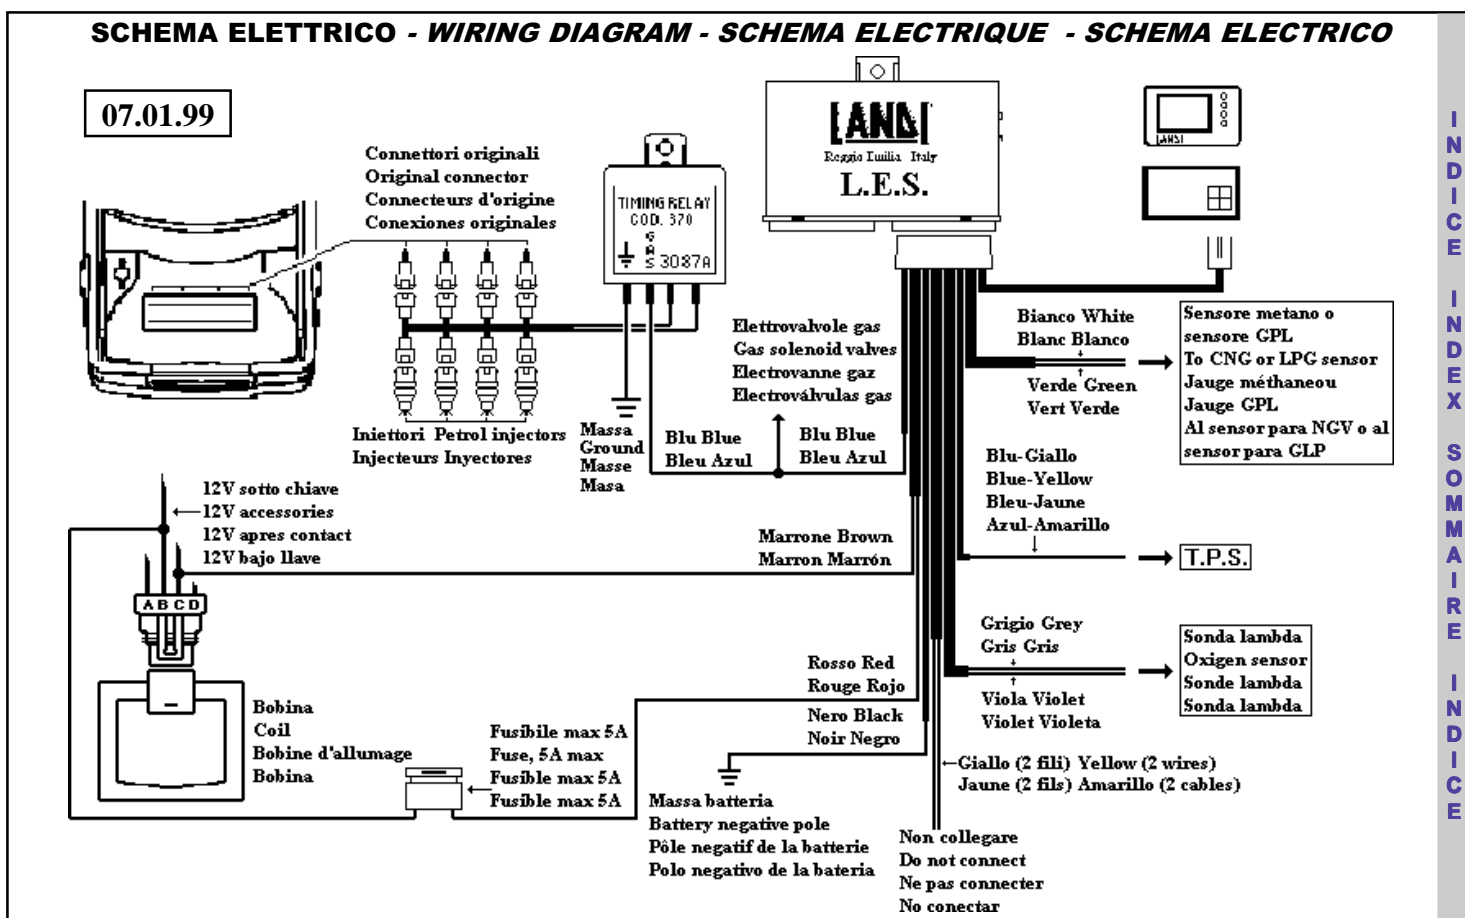 SCHEMA ELETTRICO - WIRING DIAGRAM - SCHEMA ELECTRIQUE - SCHEMA ELECTRICO
07.01.99
Connettori originali
Original connector
Connecteurs d'origine
Conexiones originales
TIMING RELAY
COD. 370
G
A
S 3087A
LANDI
Reggio Emilia Italy
L.E.S.
LANDI
Elettrovalvole gas
Gas solenoid valves
Electrovanne gaz
Electroválvulas gas
Bianco White
Blanc Blanco
Verde Green
Vert Verde
Sensore metano o
sensore GPL
To CNG or LPG sensor
Jauge méthaneou
Jauge GPL
Al sensor para NGV o al
sensor para GLP
Iniettori Petrol injectors
Injecteurs Inyectores
Massa
Ground
Masse
Masa
Blu Blue
Bleu Azul
Blu Blue
Bleu Azul
Blu-Giallo
Blue-Yellow
Bleu-Jaune
Azul-Amarillo
T.P.S.
12V sotto chiave
12V accessories
12V apres contact
12V bajo llave
Marrone Brown
Marron Marrón
A B C D
Grigio Grey
Gris Gris
Viola Violet
Violet Violeta
Sonda lambda
Oxigen sensor
Sonde lambda
Sonda lambda
Rosso Red
Rouge Rojo
Nero Black
Noir Negro
Bobina
Coil
Bobine d'allumage
Bobina
Fusibile max 5A
Fuse, 5A max
Fusible max 5A
Fusible max 5A
Giallo (2 fili) Yellow (2 wires)
Jaune (2 fils) Amarillo (2 cables)
Massa batteria
Battery negative pole
Pôle negatif de la batterie
Polo negativo de la bateria
Non collegare
Do not connect
Ne pas connecter
No conectar
INDICE INDEX SOMMAIRE INDICE